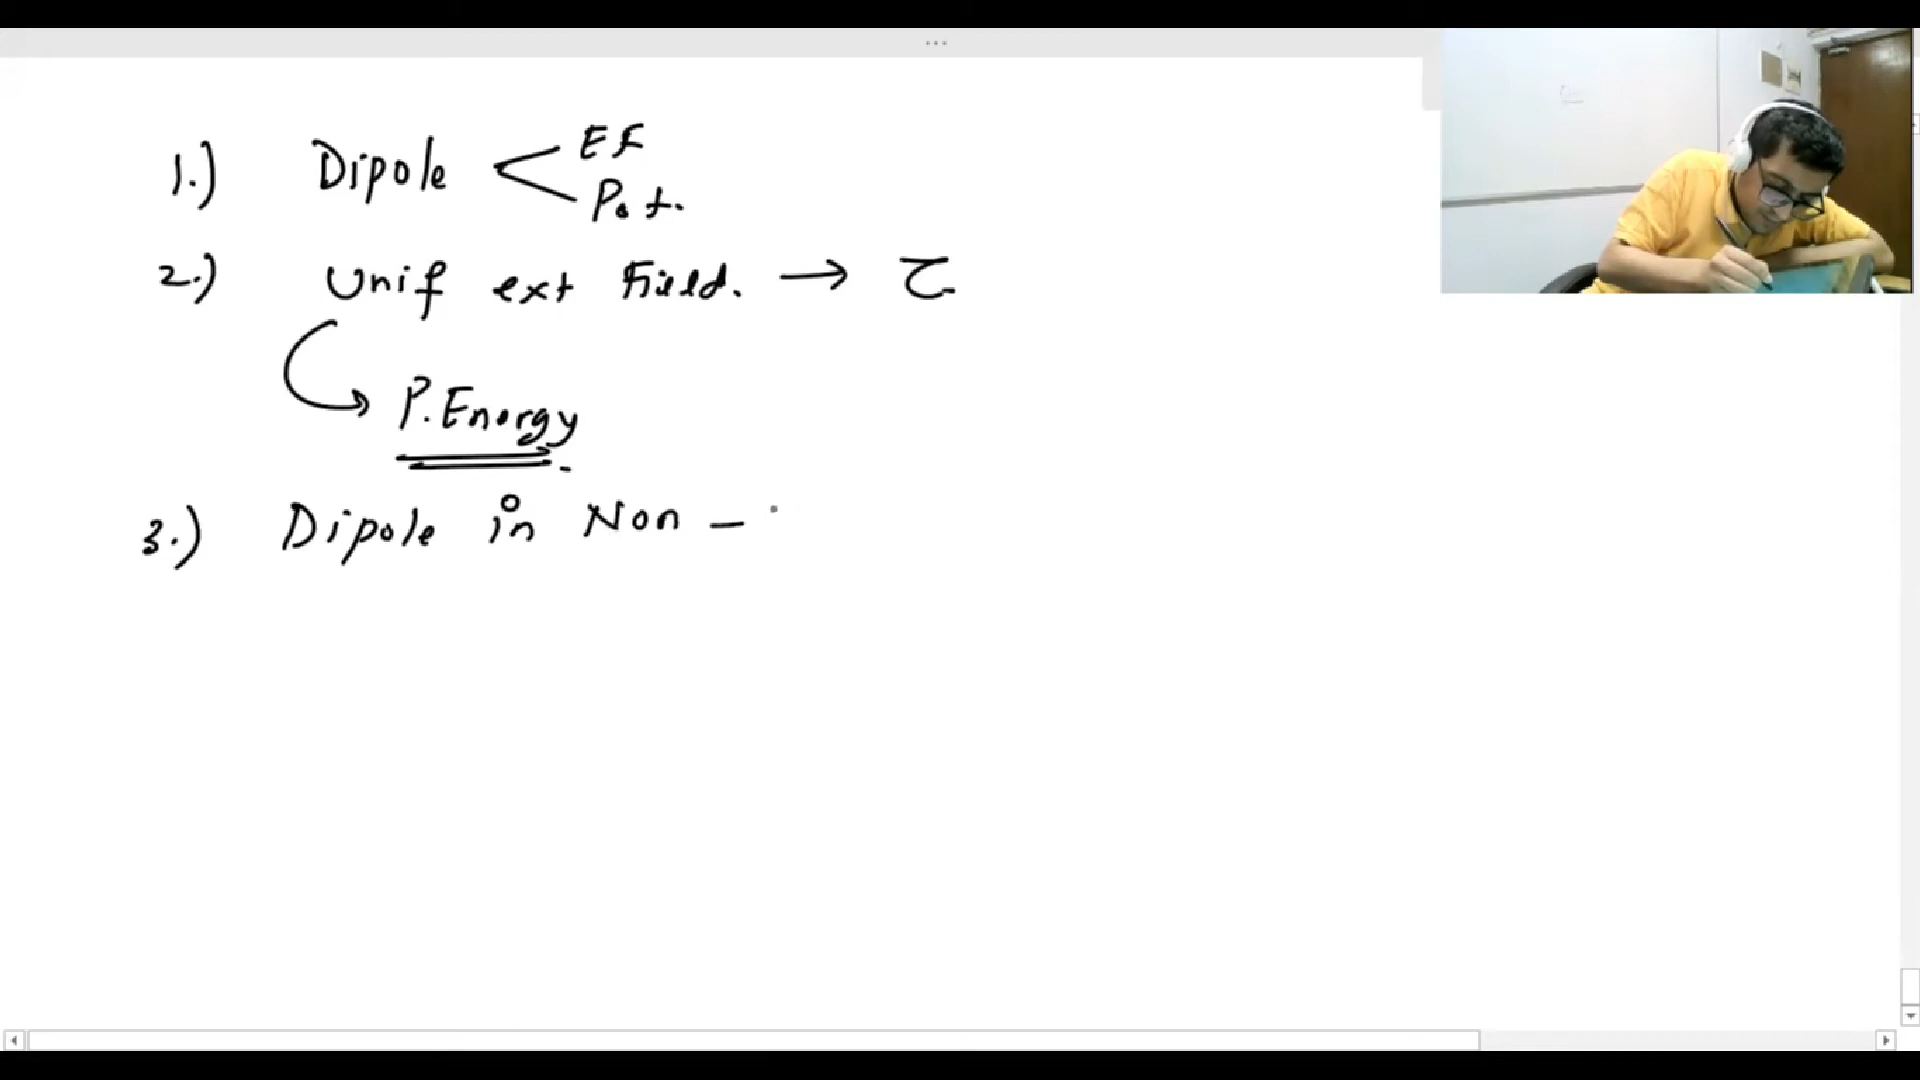 1.) Dipole < EF
Pot.
2.) Unif ext Field. → τ
P. Energy
3.) Dipole in Non -